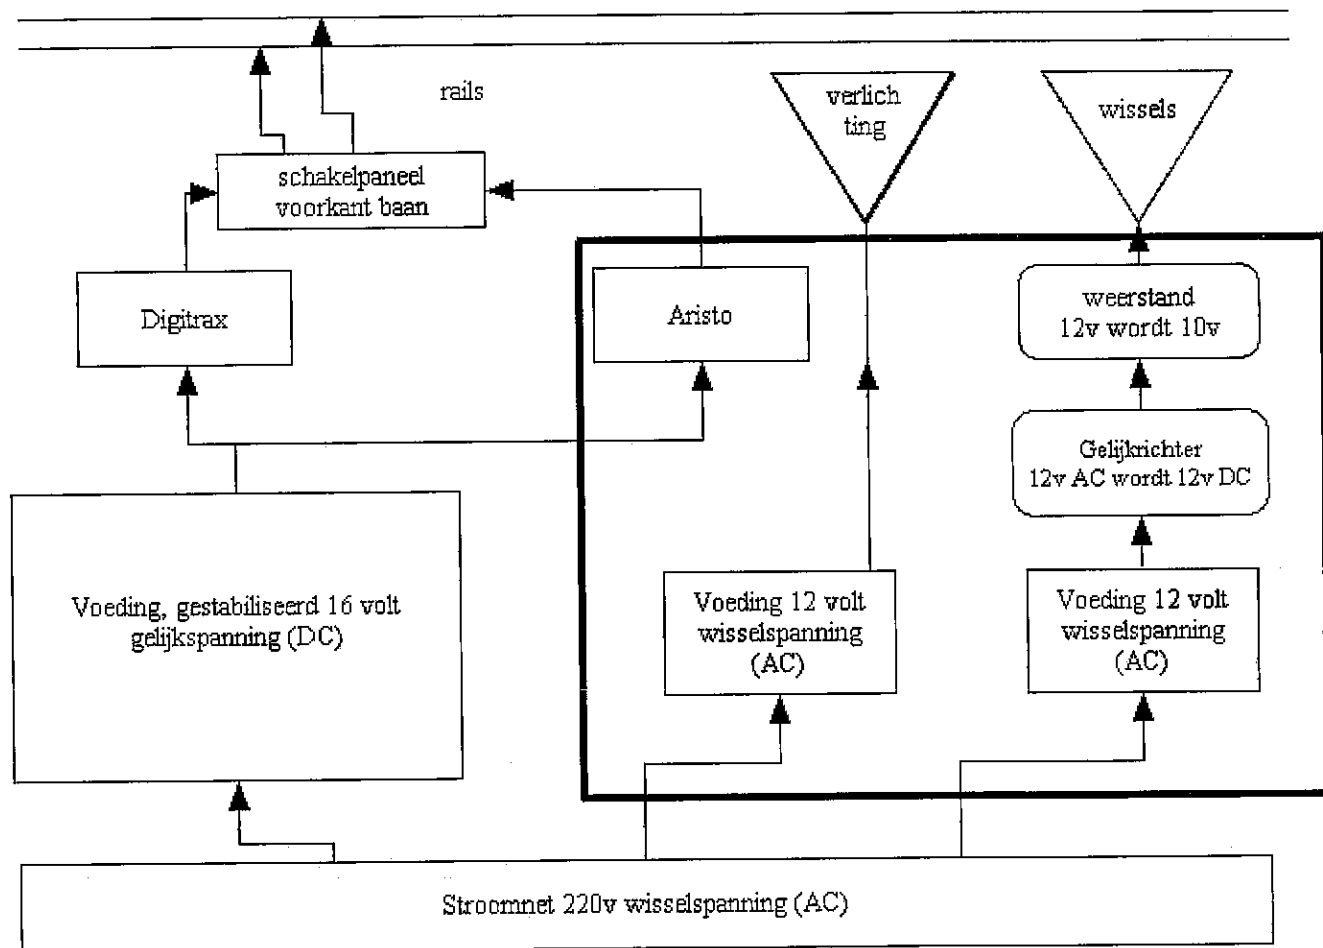 rails
verlich
ting
wissels
schakelpaneel
voorkant baan
Digitrax
Aristo
weerstand
12v wordt 10v
Gelijkrichter
12v AC wordt 12v DC
Voeding, gestabiliseerd 16 volt
gelijkspanning (DC)
Voeding 12 volt
wisselspanning
(AC)
Voeding 12 volt
wisselspanning
(AC)
Stroomnet 220v wisselspanning (AC)